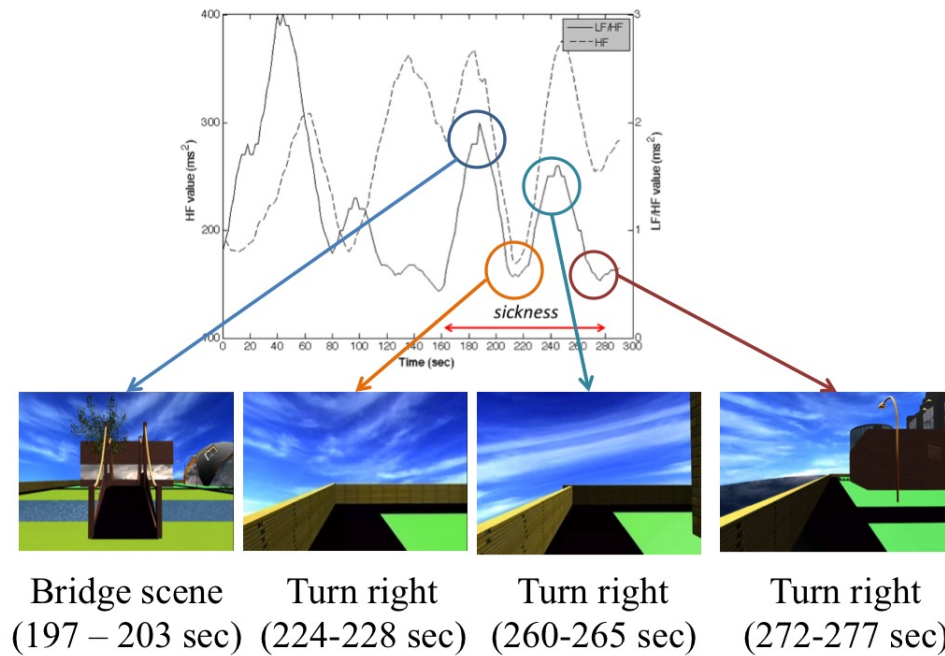 400
300
200
100
HF value (ms²)
3
2
1
0
LF/HF value (ms²)
LF/HF
HF
sickness
0 20 40 60 80 100 120 140 160 180 200 220 240 260 280 300
Time (sec)
Bridge scene Turn right Turn right Turn right
(197 – 203 sec) (224-228 sec) (260-265 sec) (272-277 sec)